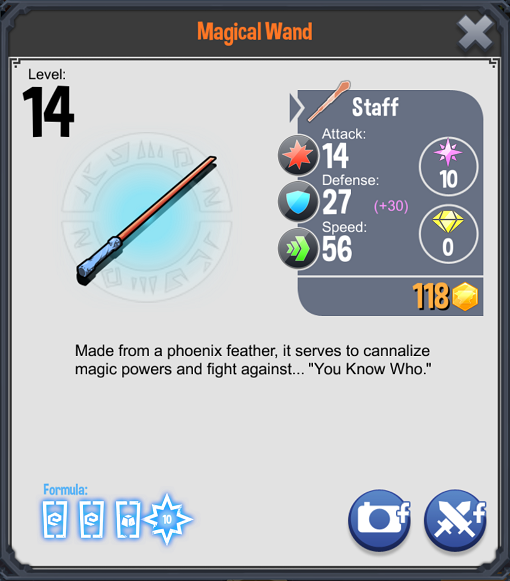 Magical Wand
Level:
14
Staff
Attack:
14
Defense:
27 (+30)
Speed:
56
10
0
118
Made from a phoenix feather, it serves to cannalize
magic powers and fight against... "You Know Who."
Formula:
10
f
f